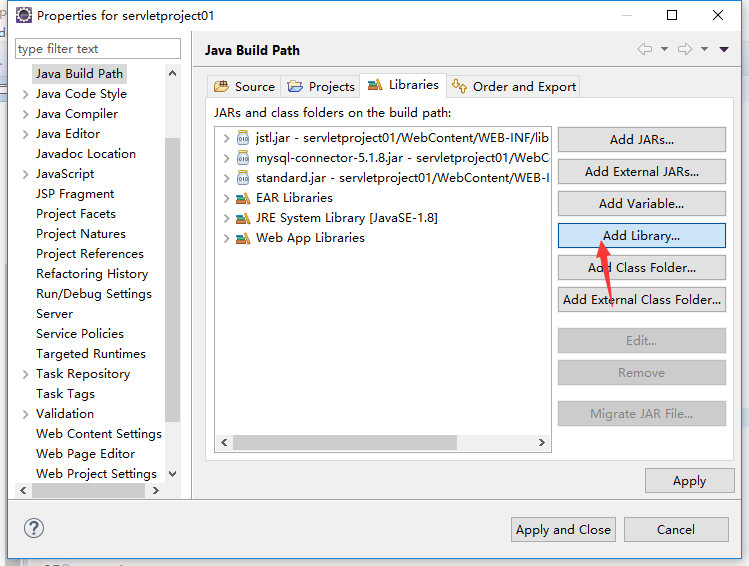 Properties for servletproject01
type filter text
Java Build Path
Java Code Style
Java Compiler
Java Editor
Javadoc Location
JavaScript
JSP Fragment
Project Facets
Project Natures
Project References
Refactoring History
Run/Debug Settings
Server
Service Policies
Targeted Runtimes
Task Repository
Task Tags
Validation
Web Content Settings
Web Page Editor
Web Project Settings
Java Build Path
Source
Projects
Libraries
Order and Export
JARs and class folders on the build path:
jstl.jar - servletproject01/WebContent/WEB-INF/lib
mysql-connector-5.1.8.jar - servletproject01/WebC
standard.jar - servletproject01/WebContent/WEB-I
EAR Libraries
JRE System Library [JavaSE-1.8]
Web App Libraries
Add JARs...
Add External JARs...
Add Variable...
Add Library...
Add Class Folder...
Add External Class Folder...
Edit...
Remove
Migrate JAR File...
Apply
Apply and Close
Cancel